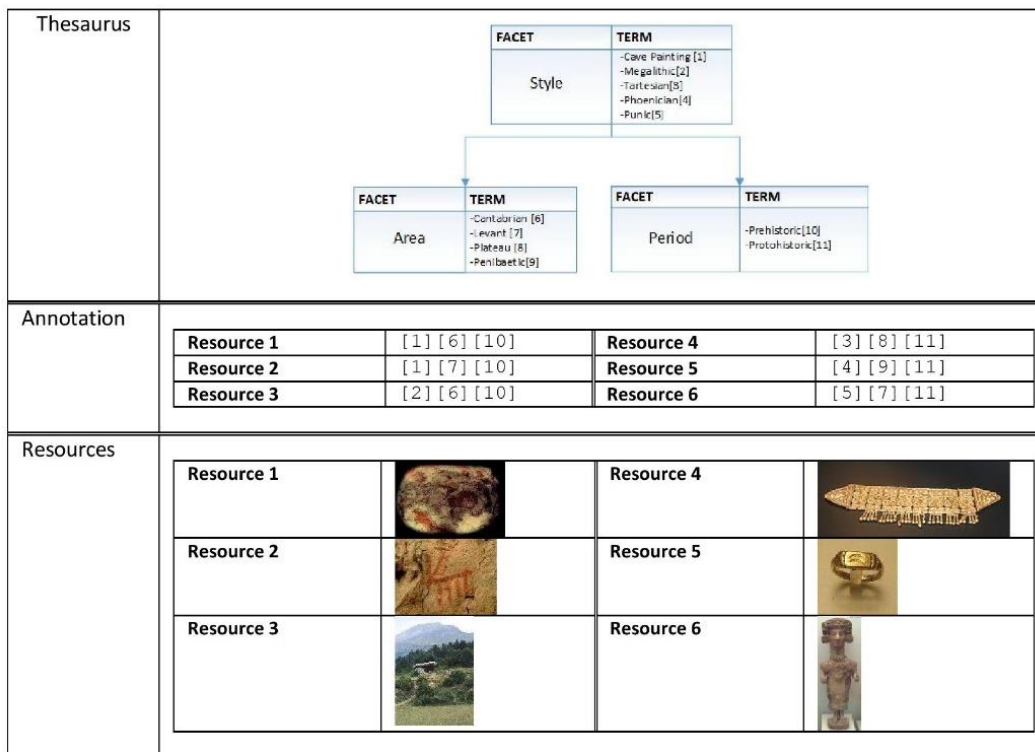 Thesaurus
FACET TERM
Style
-Cave Painting [1]
-Megalithic[2]
-Tartesian[3]
-Phoenician[4]
-Punic[5]
FACET TERM
Area
-Cantabrian [6]
-Levant [7]
-Plateau [8]
-Penibaetic[9]
FACET TERM
Period
-Prehistoric[10]
-Protohistoric[11]
Annotation
Resource 1 [1][6][10] Resource 4 [3][8][11]
Resource 2 [1][7][10] Resource 5 [4][9][11]
Resource 3 [2][6][10] Resource 6 [5][7][11]
Resources
Resource 1 Resource 4
Resource 2 Resource 5
Resource 3 Resource 6